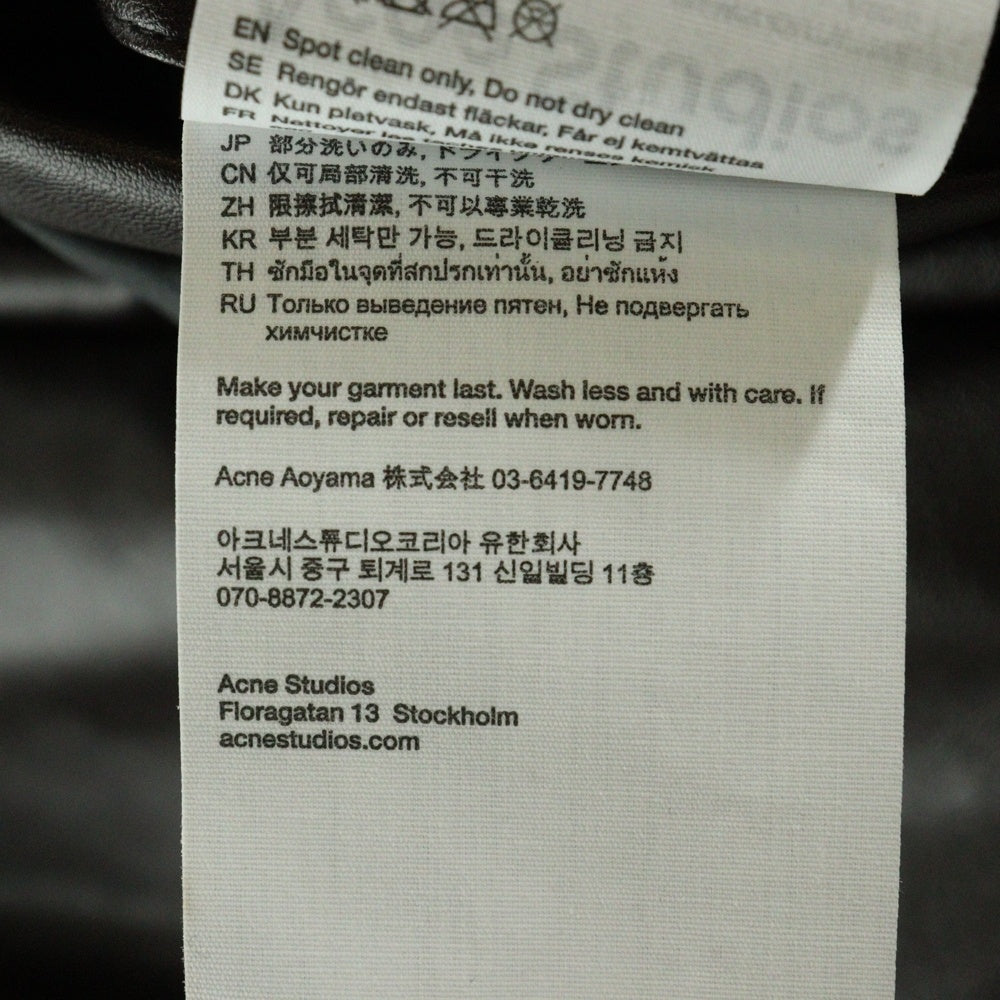 EN Spot clean only, Do not dry clean
SE Rengör endast fläckar, Får ej kemtvättas
DK Kun pletvask, Må ikke renses kemisk
FR Nettoyer
JP 部分洗いのみ, ドライクリ
CN 仅可局部清洗, 不可干洗
ZH 限擦拭清潔, 不可以專業乾洗
KR 부분 세탁만 가능, 드라이클리닝 금지
TH ซักมือในจุดที่สกปรกเท่านั้น, อย่าซักแห้ง
RU Только выведение пятен, Не подвергать
химчистке
Make your garment last. Wash less and with care. If
required, repair or resell when worn.
Acne Aoyama 株式会社 03-6419-7748
아크네스튜디오코리아 유한회사
서울시 중구 퇴계로 131 신일빌딩 11층
070-8872-2307
Acne Studios
Floragatan 13 Stockholm
acnestudios.com